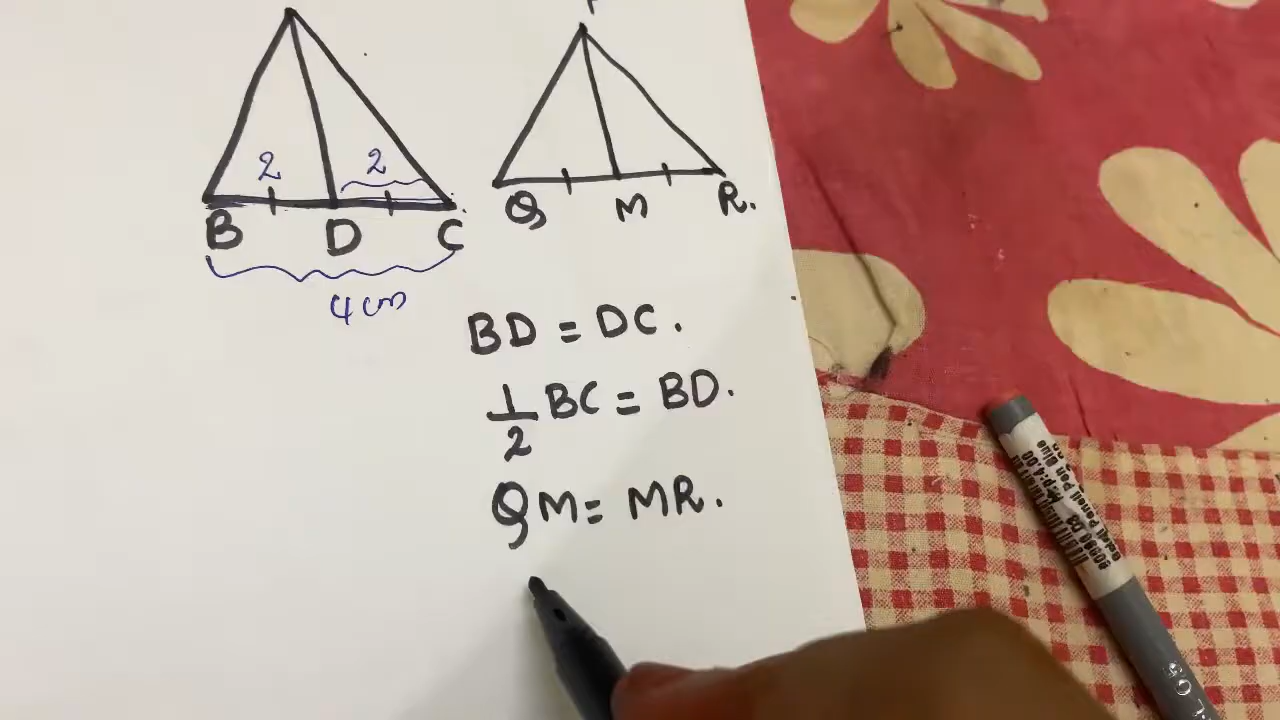 2 2
B D C
4 cm
Q M R.
BD = DC.
1/2 BC = BD.
QM = MR.